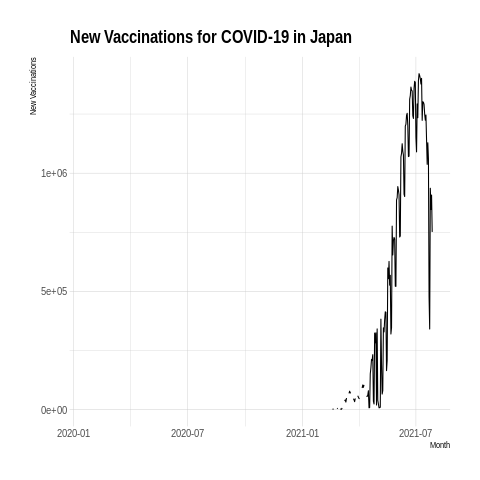 New Vaccinations for COVID-19 in Japan
New Vaccinations
1e+06
5e+05
0e+00
2020-01
2020-07
2021-01
2021-07
Month